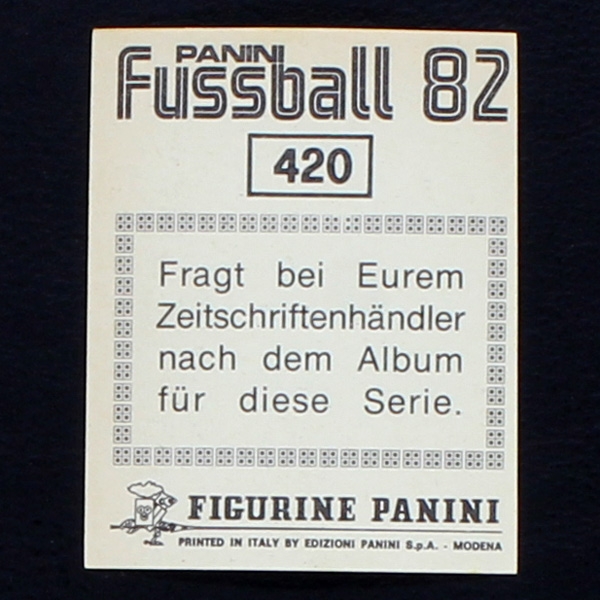 PANINI
Fussball 82
420
Fragt bei Eurem
Zeitschriftenhändler
nach dem Album
für diese Serie.
FIGURINE PANINI
PRINTED IN ITALY BY EDIZIONI PANINI S.p.A. - MODENA